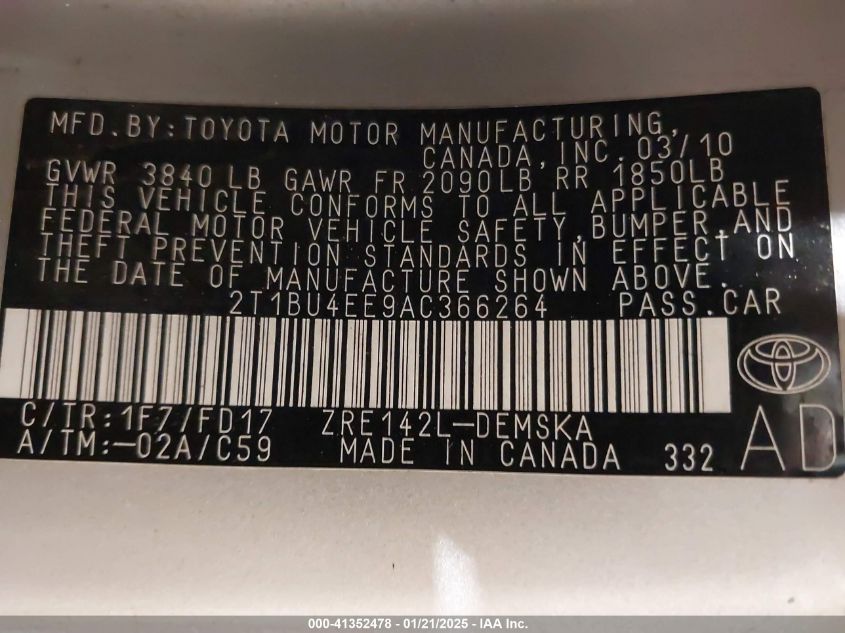 MFD.BY:TOYOTA MOTOR MANUFACTURING,
CANADA,INC. 03/10
GVWR 3840 LB GAWR FR 2090LB RR 1850LB
THIS VEHICLE CONFORMS TO ALL APPLICABLE
FEDERAL MOTOR VEHICLE SAFETY,BUMPER,AND
THEFT PREVENTION STANDARDS IN EFFECT ON
THE DATE OF MANUFACTURE SHOWN ABOVE.
2T1BU4EE9AC366264 PASS.CAR
C/TR:1F7/FD17 ZRE142L-DEMSKA
A/TM:-02A/C59 MADE IN CANADA 332 AD
000-41352478 - 01/21/2025 - IAA Inc.